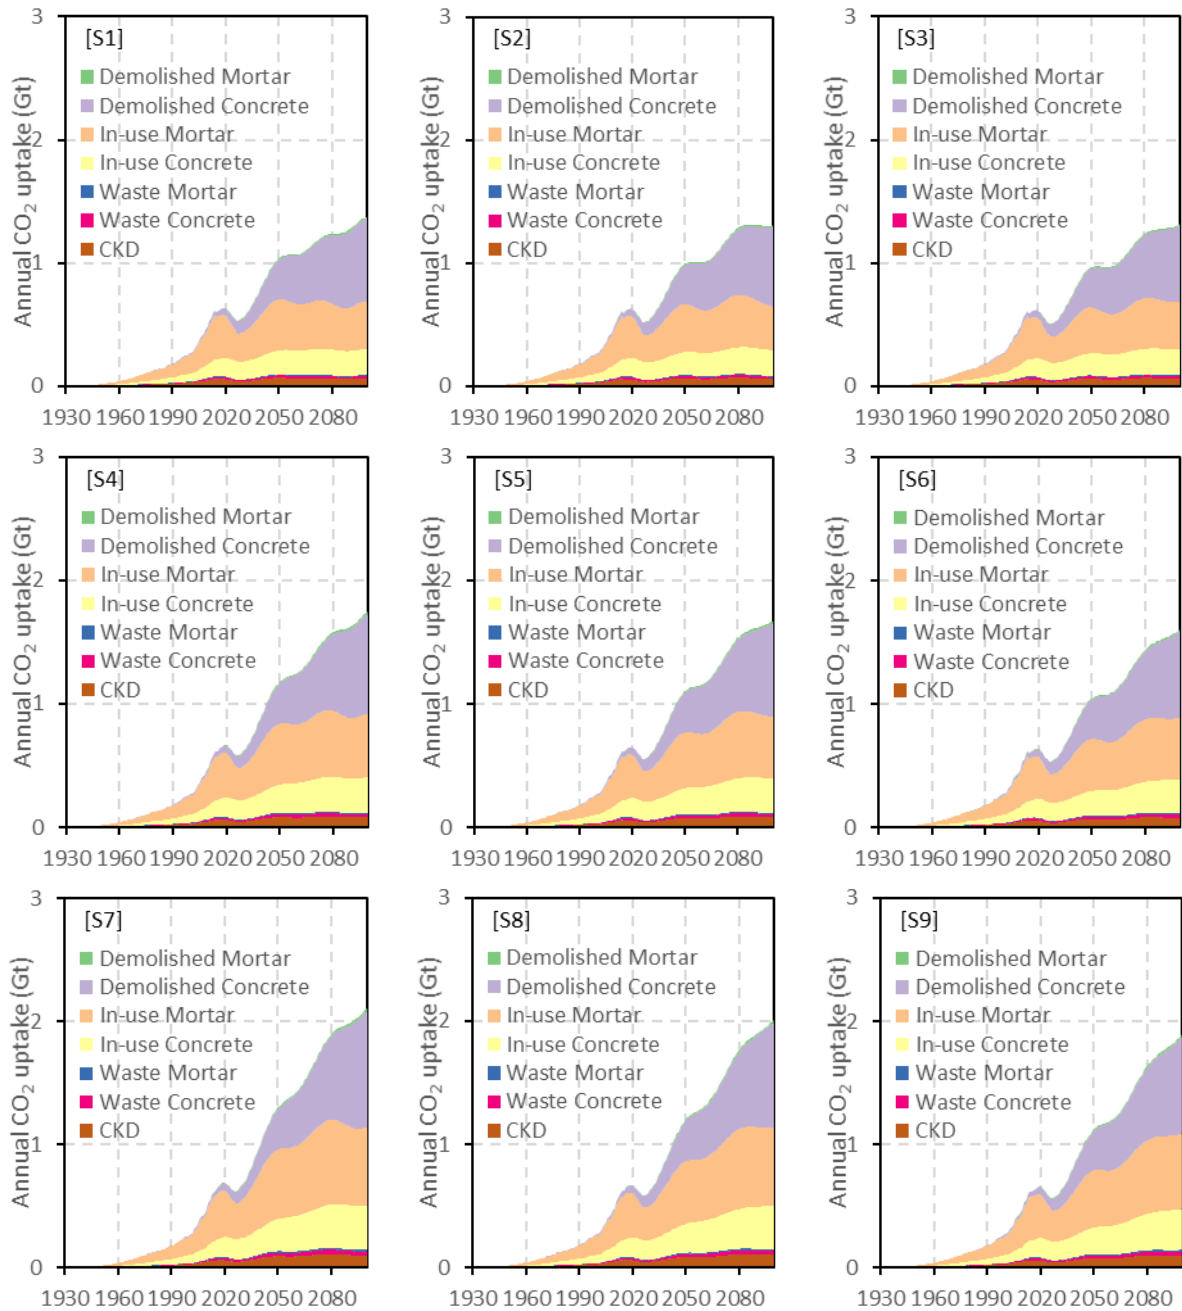 3
[S1]
Demolished Mortar
Demolished Concrete
2
In-use Mortar
In-use Concrete
Waste Mortar
Waste Concrete
CKD
1
0
Annual CO₂ uptake (Gt)
1930 1960 1990 2020 2050 2080
3
[S2]
Demolished Mortar
Demolished Concrete
2
In-use Mortar
In-use Concrete
Waste Mortar
Waste Concrete
CKD
1
0
Annual CO₂ uptake (Gt)
1930 1960 1990 2020 2050 2080
3
[S3]
Demolished Mortar
Demolished Concrete
2
In-use Mortar
In-use Concrete
Waste Mortar
Waste Concrete
CKD
1
0
Annual CO₂ uptake (Gt)
1930 1960 1990 2020 2050 2080
3
[S4]
Demolished Mortar
Demolished Concrete
2
In-use Mortar
In-use Concrete
Waste Mortar
Waste Concrete
CKD
1
0
Annual CO₂ uptake (Gt)
1930 1960 1990 2020 2050 2080
3
[S5]
Demolished Mortar
Demolished Concrete
2
In-use Mortar
In-use Concrete
Waste Mortar
Waste Concrete
CKD
1
0
Annual CO₂ uptake (Gt)
1930 1960 1990 2020 2050 2080
3
[S6]
Demolished Mortar
Demolished Concrete
2
In-use Mortar
In-use Concrete
Waste Mortar
Waste Concrete
CKD
1
0
Annual CO₂ uptake (Gt)
1930 1960 1990 2020 2050 2080
3
[S7]
Demolished Mortar
Demolished Concrete
2
In-use Mortar
In-use Concrete
Waste Mortar
Waste Concrete
CKD
1
0
Annual CO₂ uptake (Gt)
1930 1960 1990 2020 2050 2080
3
[S8]
Demolished Mortar
Demolished Concrete
2
In-use Mortar
In-use Concrete
Waste Mortar
Waste Concrete
CKD
1
0
Annual CO₂ uptake (Gt)
1930 1960 1990 2020 2050 2080
3
[S9]
Demolished Mortar
Demolished Concrete
2
In-use Mortar
In-use Concrete
Waste Mortar
Waste Concrete
CKD
1
0
Annual CO₂ uptake (Gt)
1930 1960 1990 2020 2050 2080